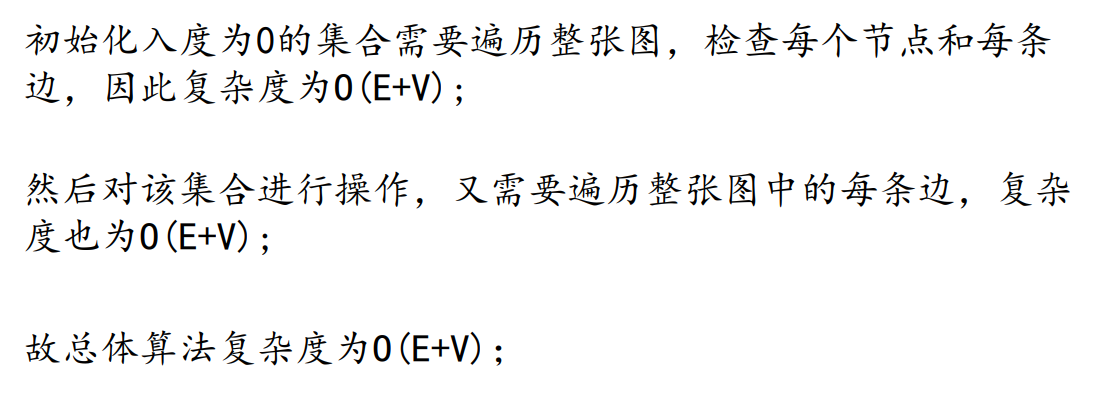 初始化入度为0的集合需要遍历整张图，检查每个节点和每条
边，因此复杂度为O(E+V)；
然后对该集合进行操作，又需要遍历整张图中的每条边，复杂
度也为O(E+V)；
故总体算法复杂度为O(E+V)；